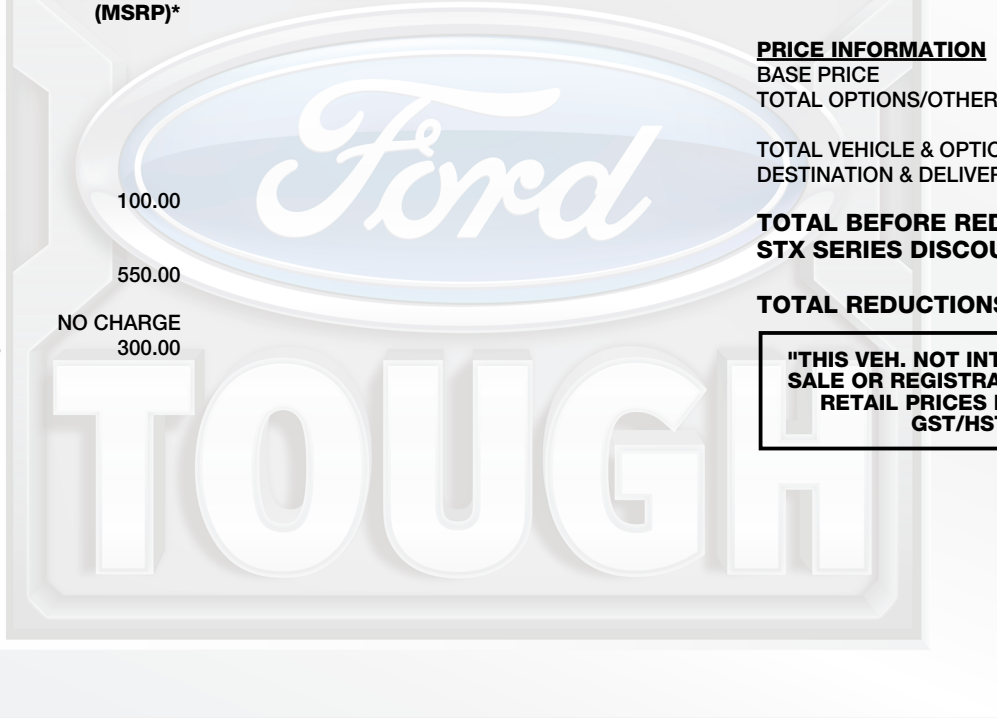 (MSRP)*
100.00
550.00
NO CHARGE
300.00
Ford
TOUGH
PRICE INFORMATION
BASE PRICE
TOTAL OPTIONS/OTHER
TOTAL VEHICLE & OPTIO
DESTINATION & DELIVER
TOTAL BEFORE RED
STX SERIES DISCOU
TOTAL REDUCTIONS
"THIS VEH. NOT INT
SALE OR REGISTRA
RETAIL PRICES I
GST/HST